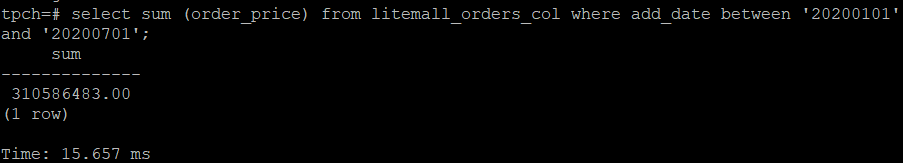 tpch=# select sum (order_price) from litemall_orders_col where add_date between '20200101'
and '20200701';
     sum
--------------
 310586483.00
(1 row)

Time: 15.657 ms